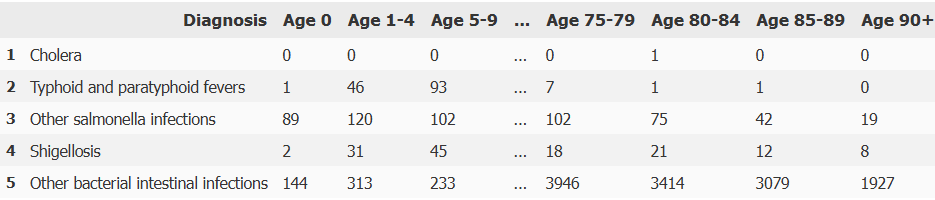 Diagnosis Age 0 Age 1-4 Age 5-9 ... Age 75-79 Age 80-84 Age 85-89 Age 90+
1 Cholera 0 0 0 ... 0 1 0 0
2 Typhoid and paratyphoid fevers 1 46 93 ... 7 1 1 0
3 Other salmonella infections 89 120 102 ... 102 75 42 19
4 Shigellosis 2 31 45 ... 18 21 12 8
5 Other bacterial intestinal infections 144 313 233 ... 3946 3414 3079 1927